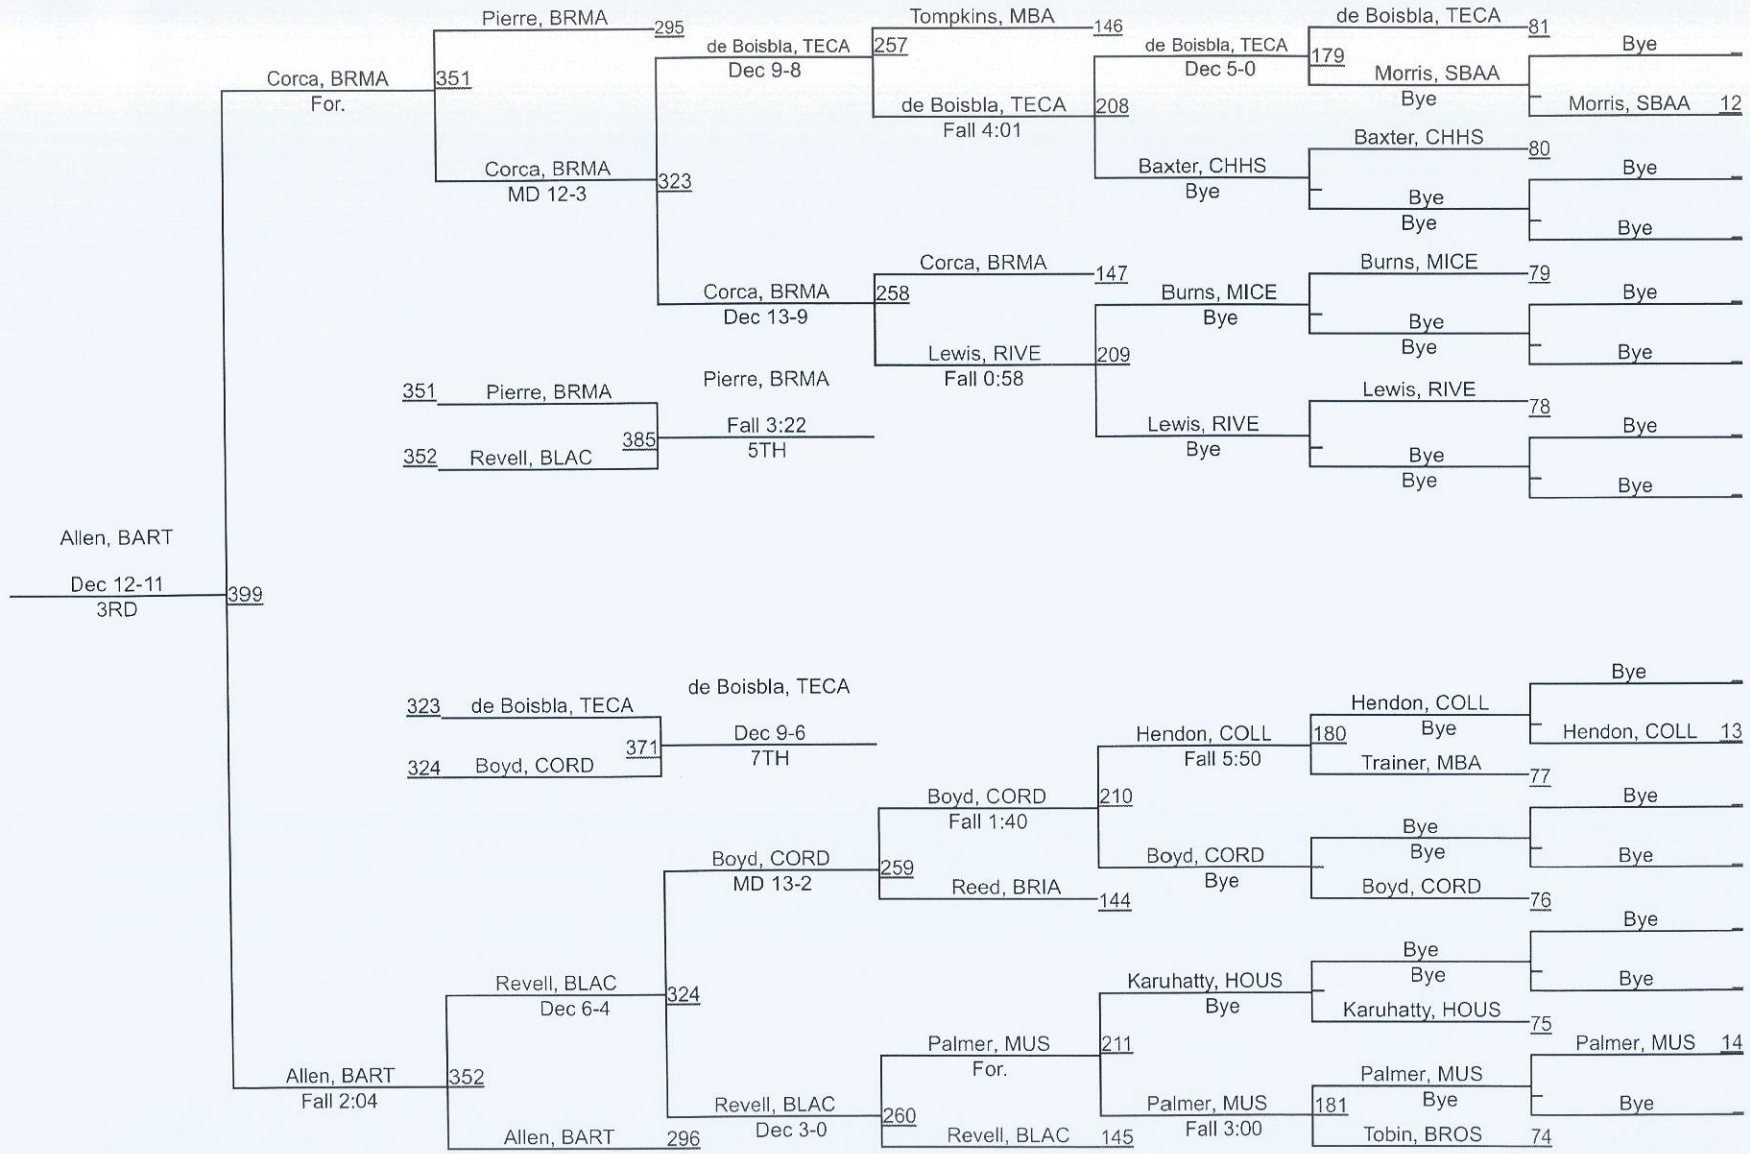 Pierre, BRMA
295
Corca, BRMA
For.
351
Corca, BRMA
MD 12-3
323
de Boisbla, TECA
Dec 9-8
257
Tompkins, MBA
146
de Boisbla, TECA
Fall 4:01
208
de Boisbla, TECA
Dec 5-0
179
de Boisbla, TECA
81
Morris, SBAA
Bye
Bye
Morris, SBAA 12
Baxter, CHHS
Bye
Baxter, CHHS
80
Bye
Bye
Bye
Bye
Corca, BRMA
Dec 13-9
258
Corca, BRMA
147
Lewis, RIVE
Fall 0:58
209
Burns, MICE
Bye
Burns, MICE
79
Bye
Bye
Bye
Bye
Lewis, RIVE
Bye
Lewis, RIVE
78
Bye
Bye
Bye
Bye
351 Pierre, BRMA
352 Revell, BLAC
385
Pierre, BRMA
Fall 3:22
5TH
Allen, BART
Dec 12-11
3RD
399
323 de Boisbla, TECA
324 Boyd, CORD
371
de Boisbla, TECA
Dec 9-6
7TH
Hendon, COLL
Fall 5:50
180
Hendon, COLL
Bye
Bye
Hendon, COLL 13
Trainer, MBA
77
Boyd, CORD
Fall 1:40
210
Boyd, CORD
Bye
Bye
Bye
Bye
Bye
Boyd, CORD
76
Boyd, CORD
MD 13-2
259
Reed, BRIA
144
Revell, BLAC
Dec 6-4
324
Karuhatty, HOUS
Bye
Bye
Bye
Bye
Bye
Karuhatty, HOUS
75
Palmer, MUS
For.
211
Palmer, MUS
Fall 3:00
181
Palmer, MUS
Bye
Palmer, MUS 14
Bye
Tobin, BROS 74
Allen, BART
Fall 2:04
352
Revell, BLAC
Dec 3-0
260
Revell, BLAC 145
Allen, BART 296